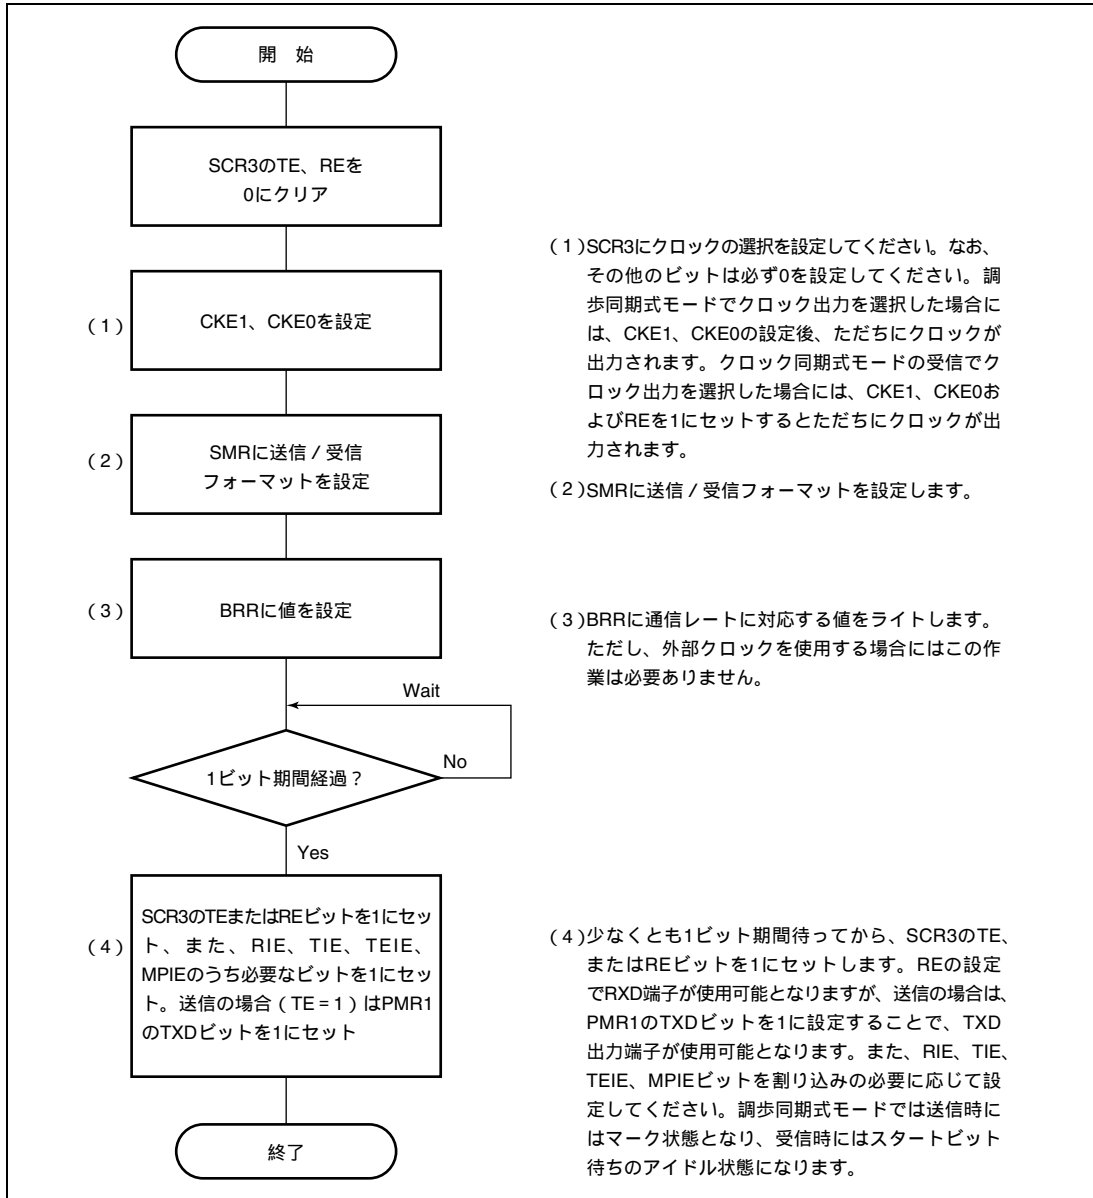 開 始
SCR3のTE、REを
0にクリア
(1)
CKE1、CKE0を設定
(2)
SMRに送信 / 受信
フォーマットを設定
(3)
BRRに値を設定
Wait
1ビット期間経過?
No
Yes
(4)
SCR3のTEまたはREビットを1にセッ
ト、また、RIE、TIE、TEIE、
MPIEのうち必要なビットを1にセッ
ト。送信の場合(TE=1)はPMR1
のTXDビットを1にセット
終了
(1)SCR3にクロックの選択を設定してください。なお、
その他のビットは必ず0を設定してください。調
歩同期式モードでクロック出力を選択した場合に
は、CKE1、CKE0の設定後、ただちにクロックが
出力されます。クロック同期式モードの受信でク
ロック出力を選択した場合には、CKE1、CKE0お
よびREを1にセットするとただちにクロックが出
力されます。
(2)SMRに送信 / 受信フォーマットを設定します。
(3)BRRに通信レートに対応する値をライトします。
ただし、外部クロックを使用する場合にはこの作
業は必要ありません。
(4)少なくとも1ビット期間待ってから、SCR3のTE、
またはREビットを1にセットします。REの設定
でRXD端子が使用可能となりますが、送信の場合は、
PMR1のTXDビットを1に設定することで、TXD
出力端子が使用可能となります。また、RIE、TIE、
TEIE、MPIEビットを割り込みの必要に応じて設
定してください。調歩同期式モードでは送信時に
はマーク状態となり、受信時にはスタートビット
待ちのアイドル状態になります。